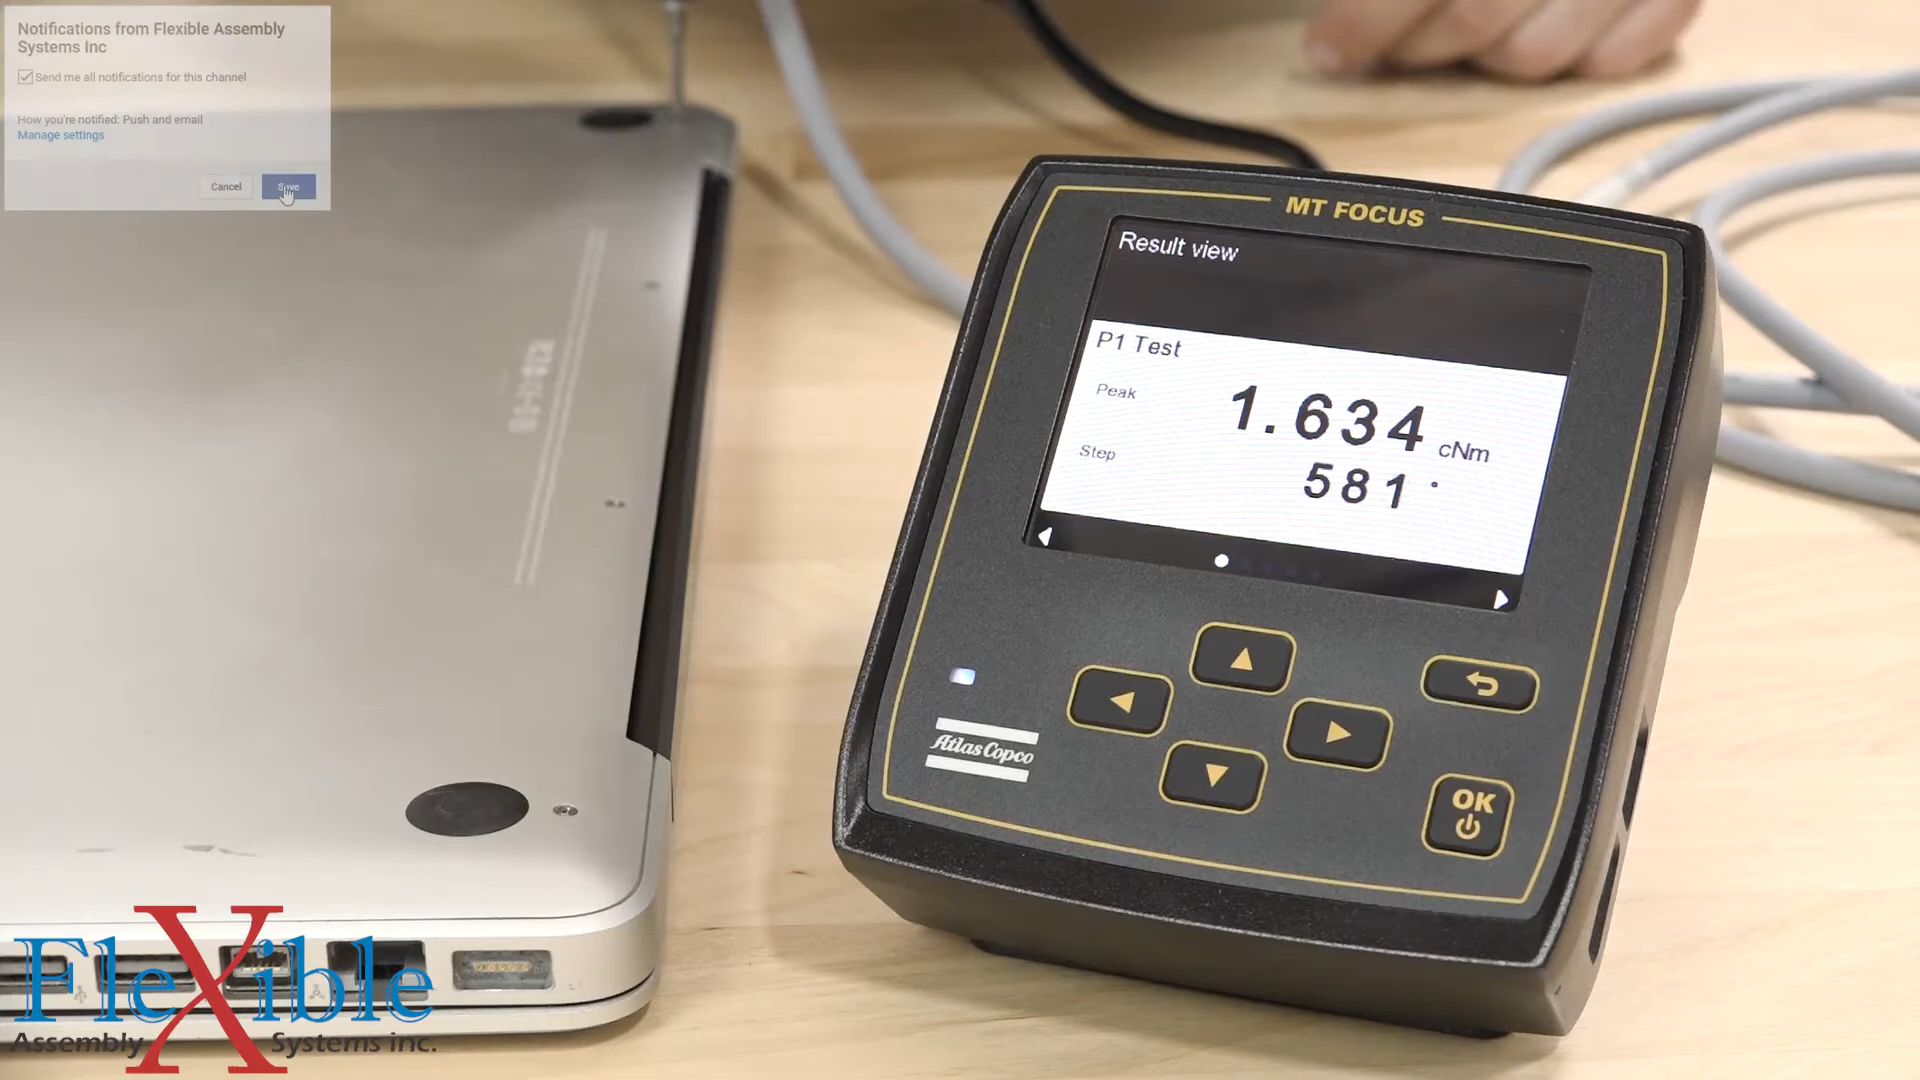 Notifications from Flexible Assembly
Systems Inc
Send me all notifications for this channel
How you're notified: Push and email
Manage settings
Cancel
Save
MT FOCUS
Result view
P1 Test
Peak
1.634 cNm
Step
581 °
Atlas Copco
OK
FleXible
Assembly Systems inc.